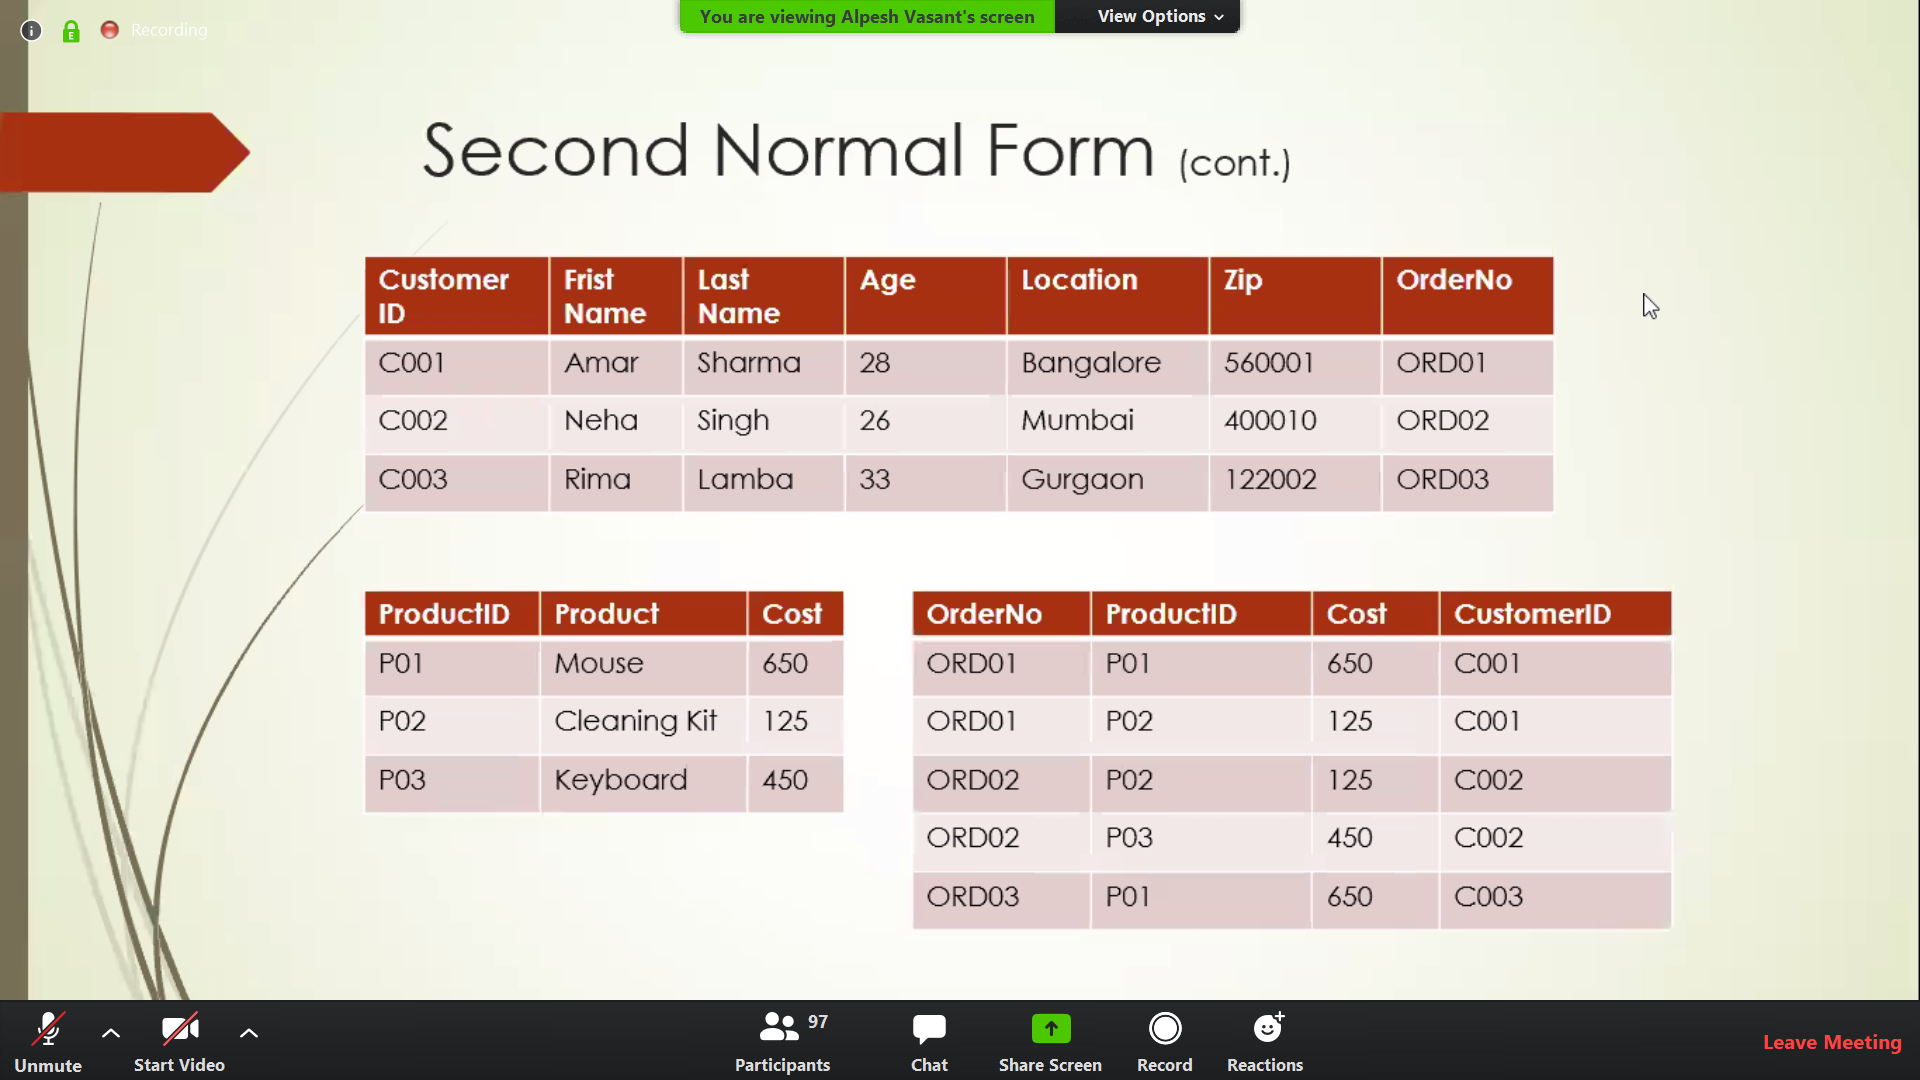 You are viewing Alpesh Vasant's screen View Options
Recording
Second Normal Form (cont.)
Customer ID Frist Name Last Name Age Location Zip OrderNo
C001 Amar Sharma 28 Bangalore 560001 ORD01
C002 Neha Singh 26 Mumbai 400010 ORD02
C003 Rima Lamba 33 Gurgaon 122002 ORD03
ProductID Product Cost
P01 Mouse 650
P02 Cleaning Kit 125
P03 Keyboard 450
OrderNo ProductID Cost CustomerID
ORD01 P01 650 C001
ORD01 P02 125 C001
ORD02 P02 125 C002
ORD02 P03 450 C002
ORD03 P01 650 C003
97
Unmute Start Video Participants Chat Share Screen Record Reactions Leave Meeting